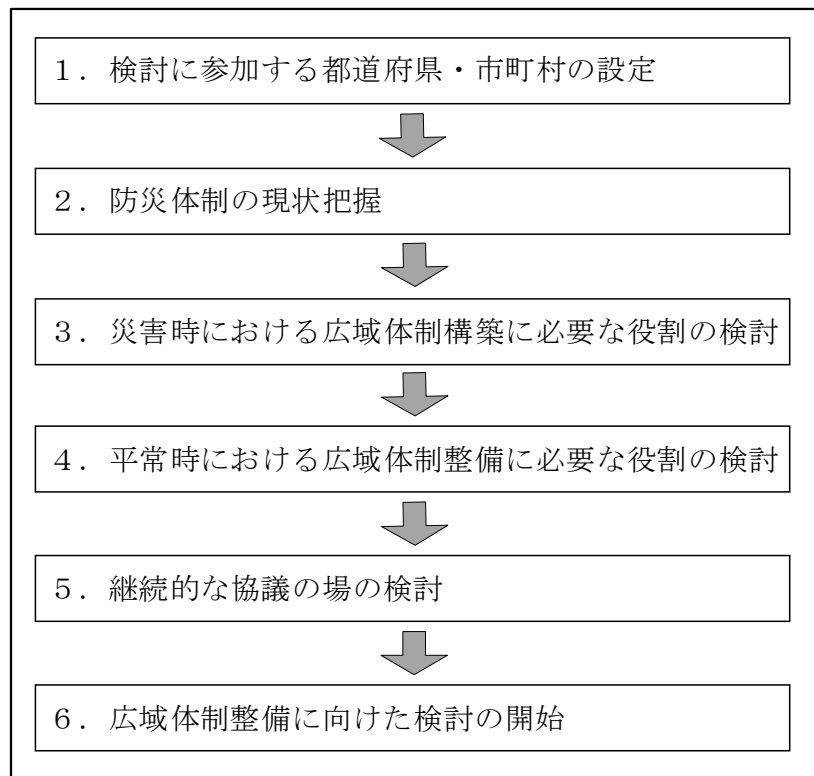 １．検討に参加する都道府県・市町村の設定
２．防災体制の現状把握
３．災害時における広域体制構築に必要な役割の検討
４．平常時における広域体制整備に必要な役割の検討
５．継続的な協議の場の検討
６．広域体制整備に向けた検討の開始